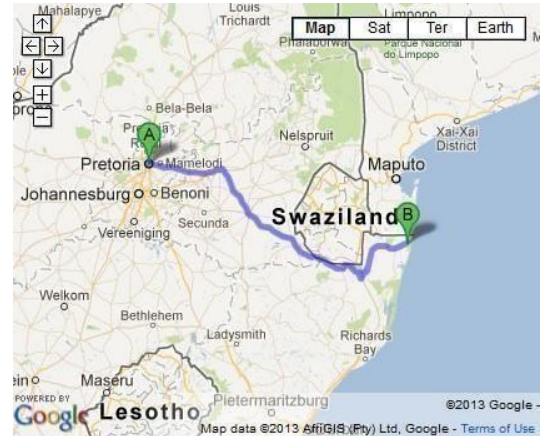 Mahalapye
Louis
Trichardt
Limpopo
Map Sat Ter Earth
Phalaborwa
Parque Nacional
do Limpopo
Bela-Bela
A
Nelspruit
Xai-Xai
District
Pretoria
Mamelodi
Maputo
Johannesburg
Benoni
Swaziland
B
Secunda
Vereeniging
Welkom
Bethlehem
Ladysmith
Richards
Bay
Maseru
Pietermaritzburg
POWERED BY
Google
Lesotho
©2013 Google -
Map data ©2013 AfriGIS (Pty) Ltd, Google - Terms of Use